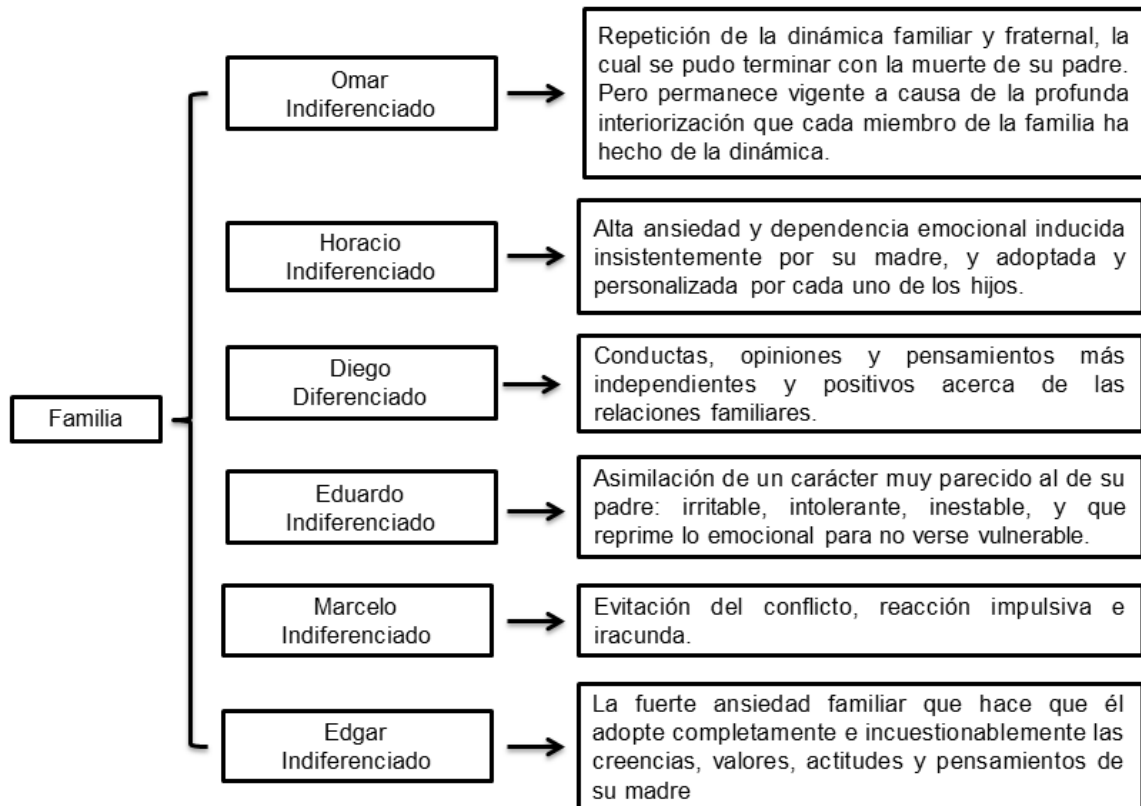 Familia
Omar
Indiferenciado
Repetición de la dinámica familiar y fraternal, la
cual se pudo terminar con la muerte de su padre.
Pero permanece vigente a causa de la profunda
interiorización que cada miembro de la familia ha
hecho de la dinámica.
Horacio
Indiferenciado
Alta ansiedad y dependencia emocional inducida
insistentemente por su madre, y adoptada y
personalizada por cada uno de los hijos.
Diego
Diferenciado
Conductas, opiniones y pensamientos más
independientes y positivos acerca de las
relaciones familiares.
Eduardo
Indiferenciado
Asimilación de un carácter muy parecido al de su
padre: irritable, intolerante, inestable, y que
reprime lo emocional para no verse vulnerable.
Marcelo
Indiferenciado
Evitación del conflicto, reacción impulsiva e
iracunda.
Edgar
Indiferenciado
La fuerte ansiedad familiar que hace que él
adopte completamente e incuestionablemente las
creencias, valores, actitudes y pensamientos de
su madre